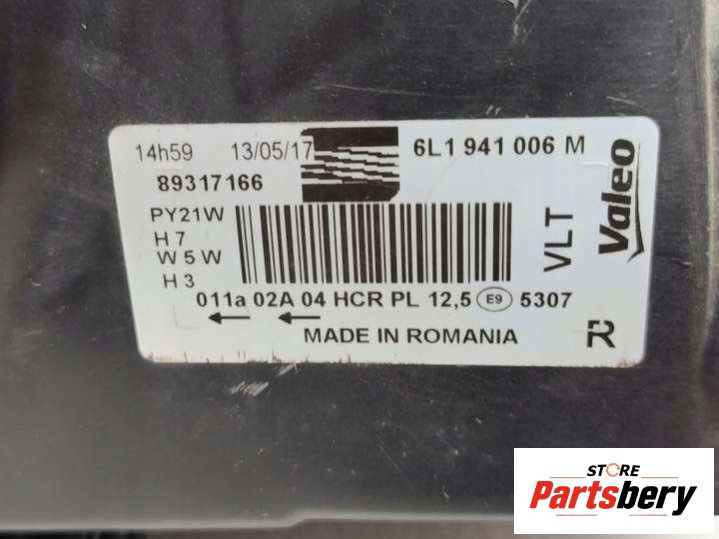 14h59 13/05/17 6L1 941 006 M
89317166
PY21W
H 7
W 5 W
H 3
VLT
Valeo
011a 02A 04 HCR PL 12,5 E9 5307
MADE IN ROMANIA
R
STORE
Partsbery